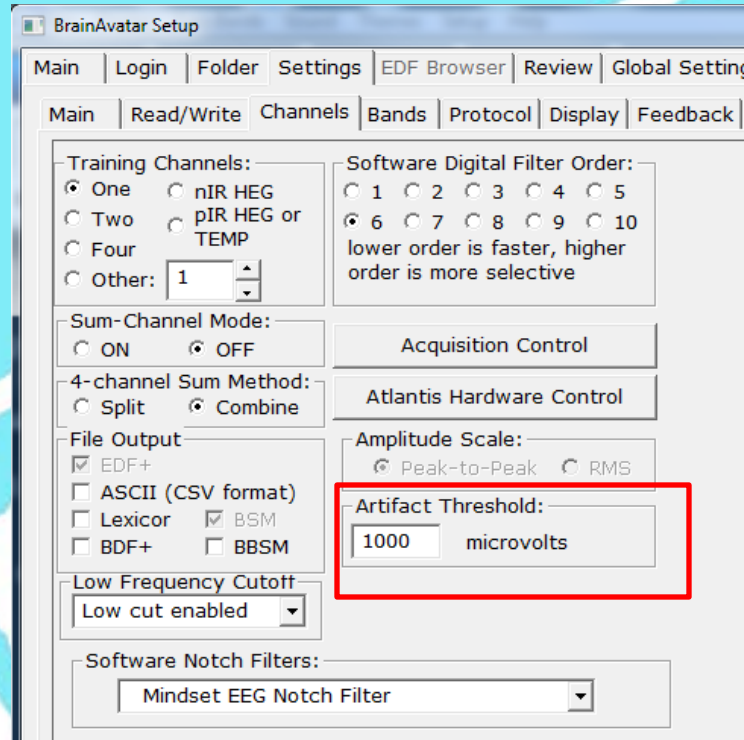 BrainAvatar Setup
Main Login Folder Settings EDF Browser Review Global Setting
Main Read/Write Channels Bands Protocol Display Feedback
Training Channels:
One nIR HEG
Two pIR HEG or
TEMP
Four
Other: 1
Software Digital Filter Order:
1 2 3 4 5
6 7 8 9 10
lower order is faster, higher
order is more selective
Sum-Channel Mode:
ON OFF
Acquisition Control
4-channel Sum Method:
Split Combine
Atlantis Hardware Control
File Output
EDF+
ASCII (CSV format)
Lexicor BSM
BDF+ BBSM
Amplitude Scale:
Peak-to-Peak RMS
Artifact Threshold:
1000 microvolts
Low Frequency Cutoff
Low cut enabled
Software Notch Filters:
Mindset EEG Notch Filter